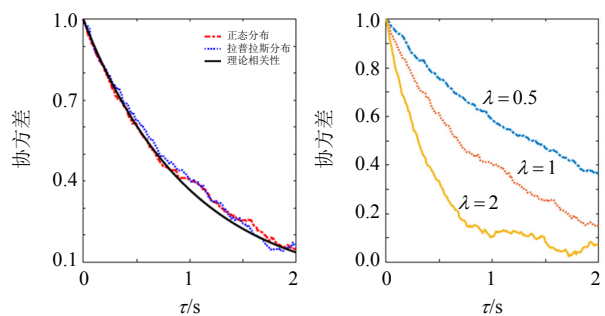 1.0
0.7
0.4
0.1
0
1
2
协方差
τ/s
正态分布
拉普拉斯分布
理论相关性
1.0
0.8
0.6
0.4
0.2
0.0
0
1
2
协方差
τ/s
λ = 0.5
λ = 1
λ = 2